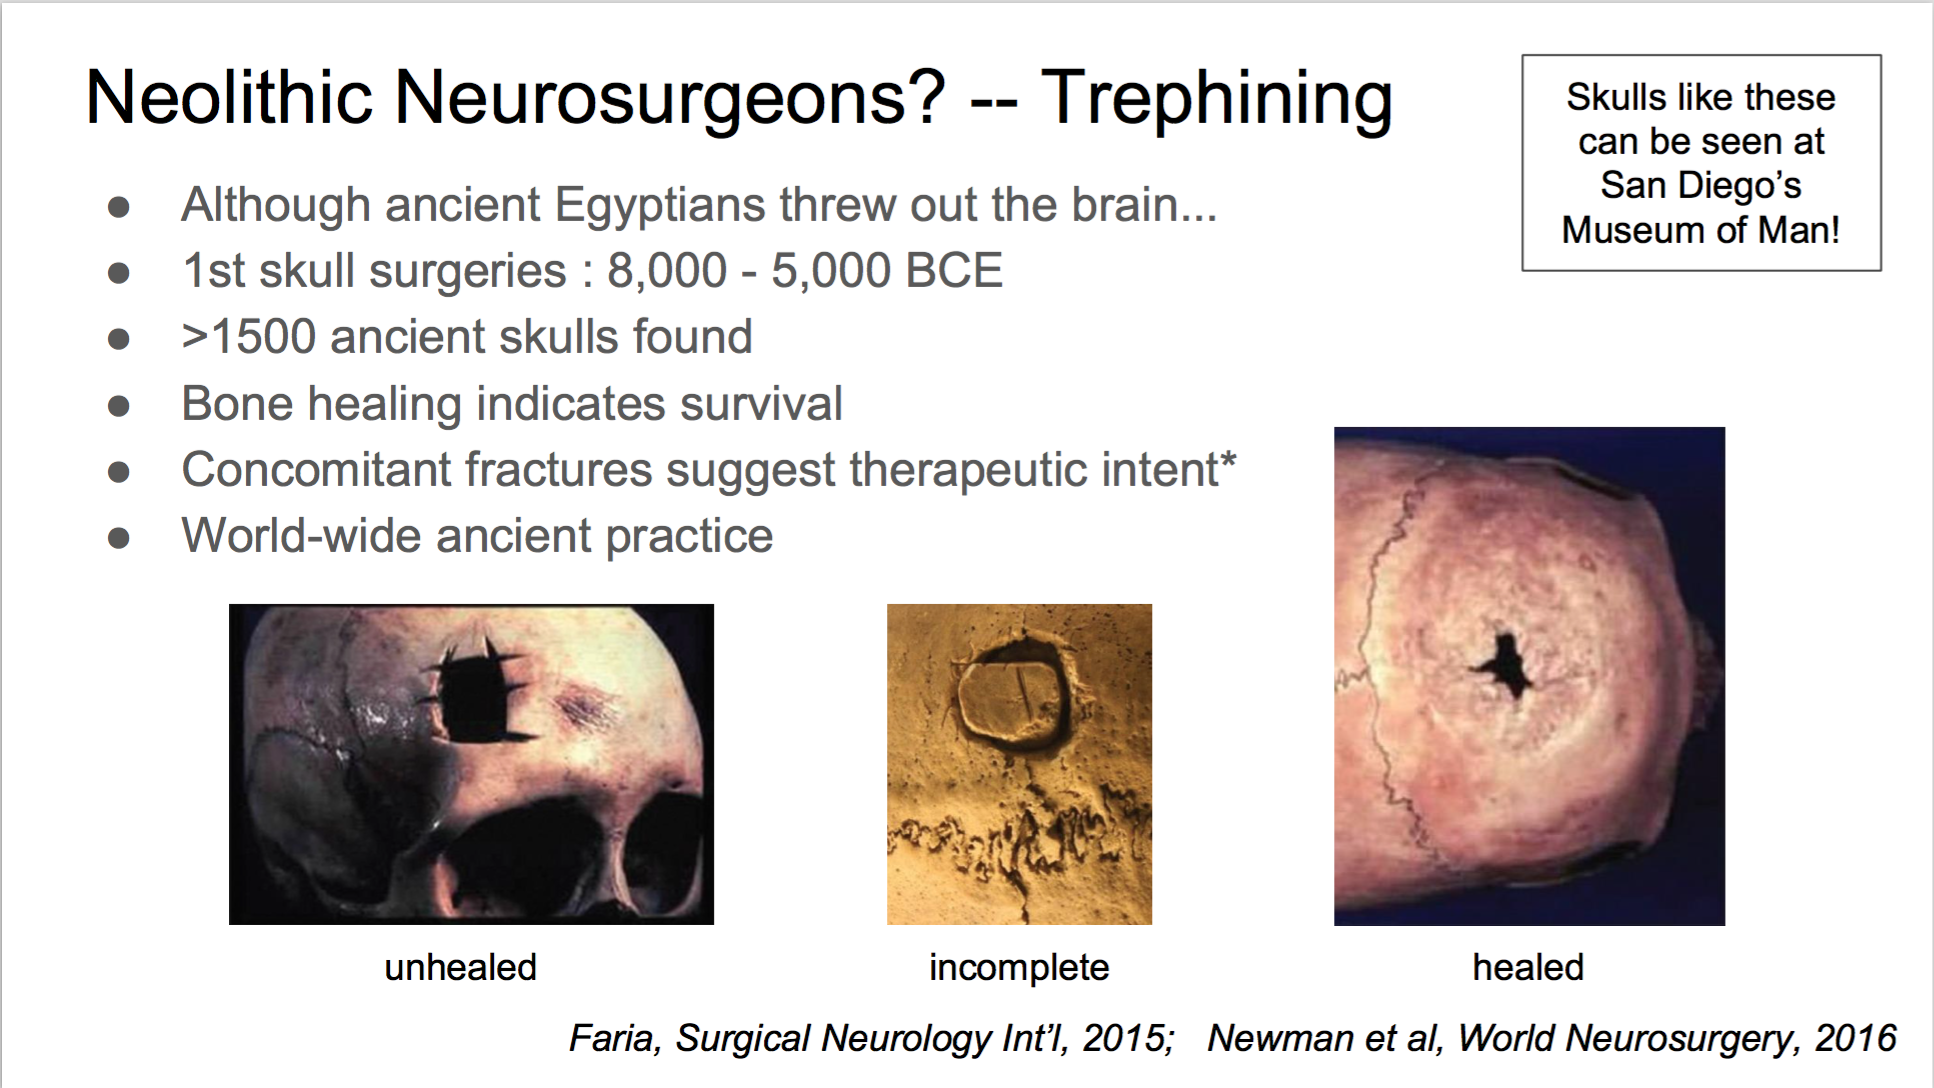 Neolithic Neurosurgeons? -- Trephining
Skulls like these
can be seen at
San Diego’s
Museum of Man!
● Although ancient Egyptians threw out the brain...
● 1st skull surgeries : 8,000 - 5,000 BCE
● >1500 ancient skulls found
● Bone healing indicates survival
● Concomitant fractures suggest therapeutic intent*
● World-wide ancient practice
unhealed
incomplete
healed
Faria, Surgical Neurology Int’l, 2015; Newman et al, World Neurosurgery, 2016